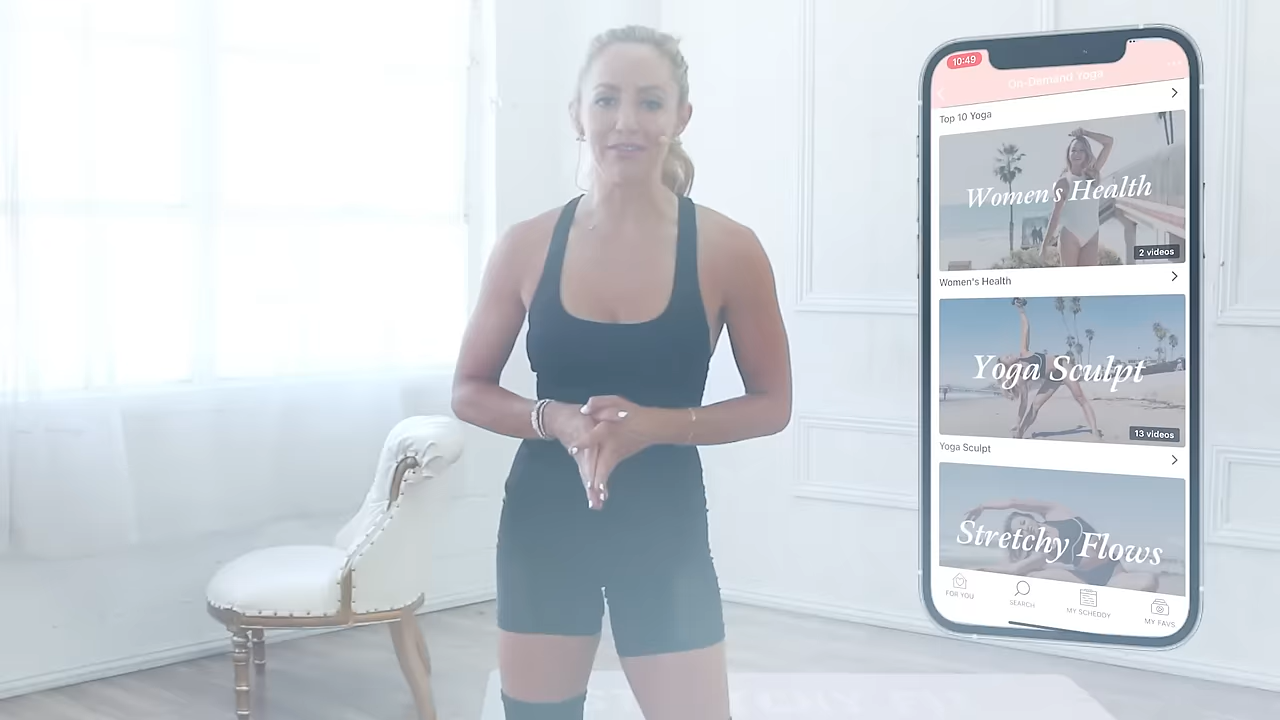 10:49
On-Demand Yoga
Top 10 Yoga
Women's Health
2 videos
Women's Health
Yoga Sculpt
13 videos
Yoga Sculpt
Stretchy Flows
FOR YOU
SEARCH
MY SCHEDDY
MY FAVS